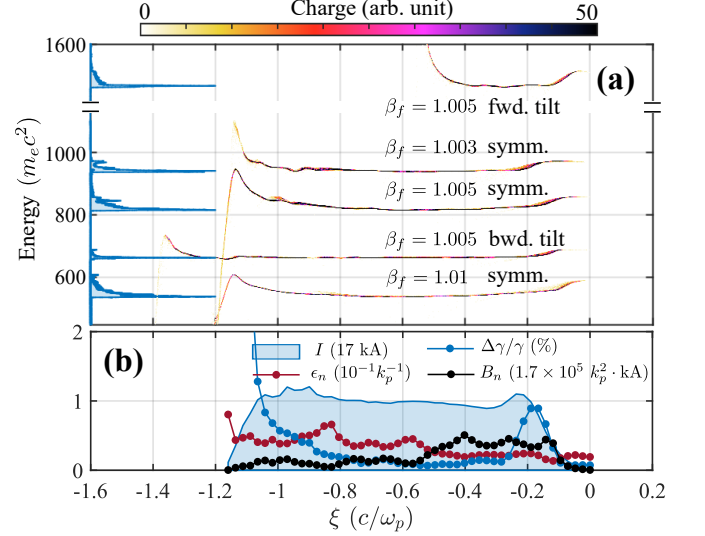 Charge (arb. unit)
0 50
1600
(a)
β_f = 1.005 fwd. tilt
1000
β_f = 1.003 symm.
β_f = 1.005 symm.
800
β_f = 1.005 bwd. tilt
600
β_f = 1.01 symm.
Energy (m_e c^2)
2
(b)
I (17 kA) Δγ/γ (%)
ϵ_n (10^{-1}k_p^{-1}) B_n (1.7 × 10^5 k_p^2 · kA)
1
0
-1.6 -1.4 -1.2 -1 -0.8 -0.6 -0.4 -0.2 0 0.2
ξ (c/ω_p)